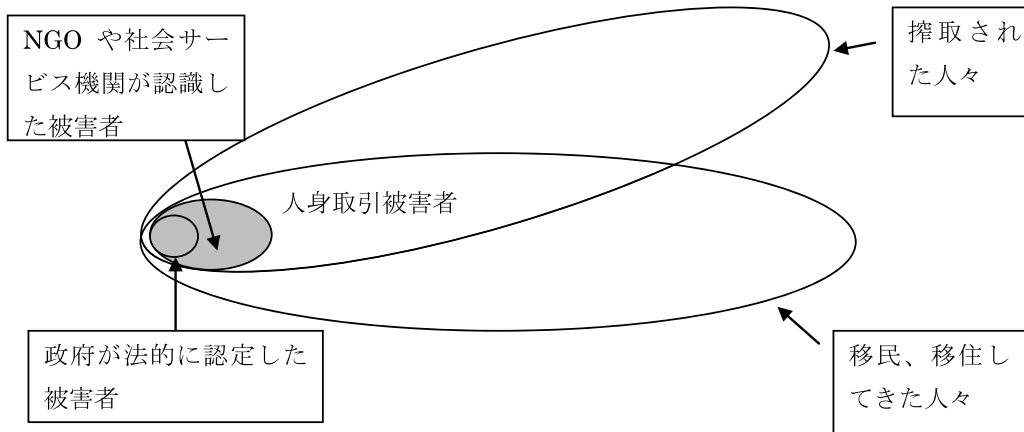 NGO や社会サー
ビス機関が認識し
た被害者
搾取され
た人々
人身取引被害者
政府が法的に認定した
被害者
移民、移住し
てきた人々